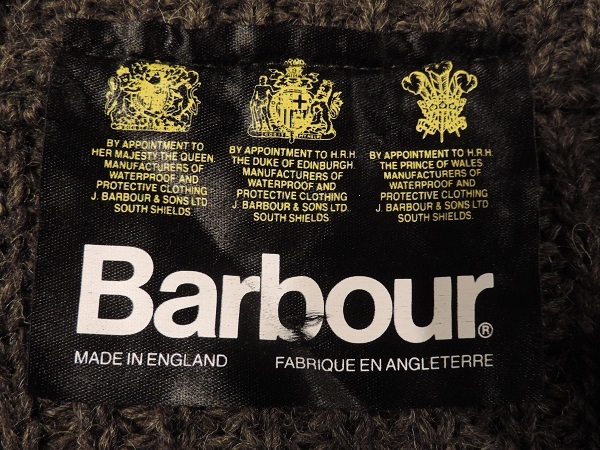 BY APPOINTMENT TO
HER MAJESTY THE QUEEN
MANUFACTURERS OF
WATERPROOF AND
PROTECTIVE CLOTHING
J. BARBOUR & SONS LTD
SOUTH SHIELDS
BY APPOINTMENT TO H.R.H.
THE DUKE OF EDINBURGH.
MANUFACTURERS OF
WATERPROOF AND
PROTECTIVE CLOTHING
J. BARBOUR & SONS LTD.
SOUTH SHIELDS.
BY APPOINTMENT TO H.R.H.
THE PRINCE OF WALES
MANUFACTURERS OF
WATERPROOF AND
PROTECTIVE CLOTHING
J. BARBOUR & SONS LTD
SOUTH SHIELDS.
Barbour®
MADE IN ENGLAND FABRIQUE EN ANGLETERRE